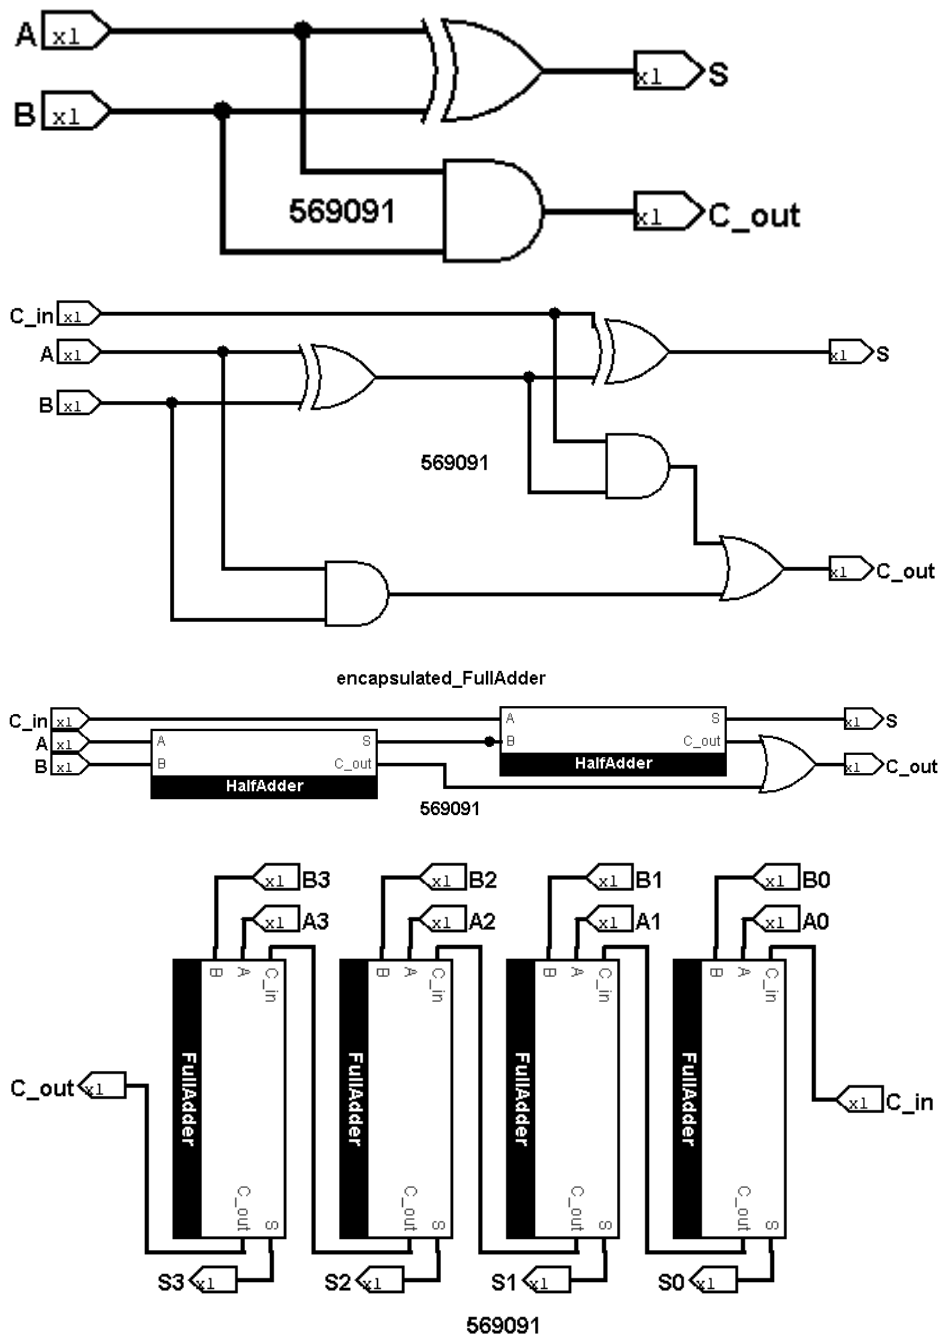 A x1
x1 S
B x1
569091
x1 C_out
C_in x1
A x1
x1 S
B x1
569091
x1 C_out
encapsulated_FullAdder
C_in x1 A S x1 S
A x1 A S B C_out
B x1 B C_out HalfAdder x1 C_out
HalfAdder
569091
x1 B3 x1 B2 x1 B1 x1 B0
x1 A3 x1 A2 x1 A1 x1 A0
B A C_in B A C_in B A C_in B A C_in
FullAdder FullAdder FullAdder FullAdder
C_out x1 x1 C_in
C_out S C_out S C_out S C_out S
S3 x1 S2 x1 S1 x1 S0 x1
569091